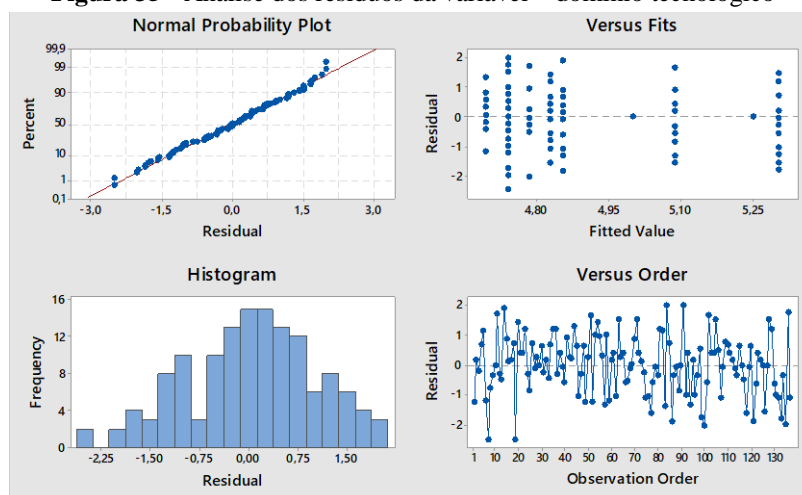 Figura 33 - Análise dos resíduos da variável – domínio tecnológico
Normal Probability Plot
99,9
99
90
50
10
1
0,1
Percent
-3,0 -1,5 0,0 1,5 3,0
Residual
Versus Fits
2
1
0
-1
-2
Residual
4,80 4,95 5,10 5,25
Fitted Value
Histogram
16
12
8
4
0
Frequency
-2,25 -1,50 -0,75 0,00 0,75 1,50
Residual
Versus Order
2
1
0
-1
-2
Residual
1 10 20 30 40 50 60 70 80 90 100 110 120 130
Observation Order